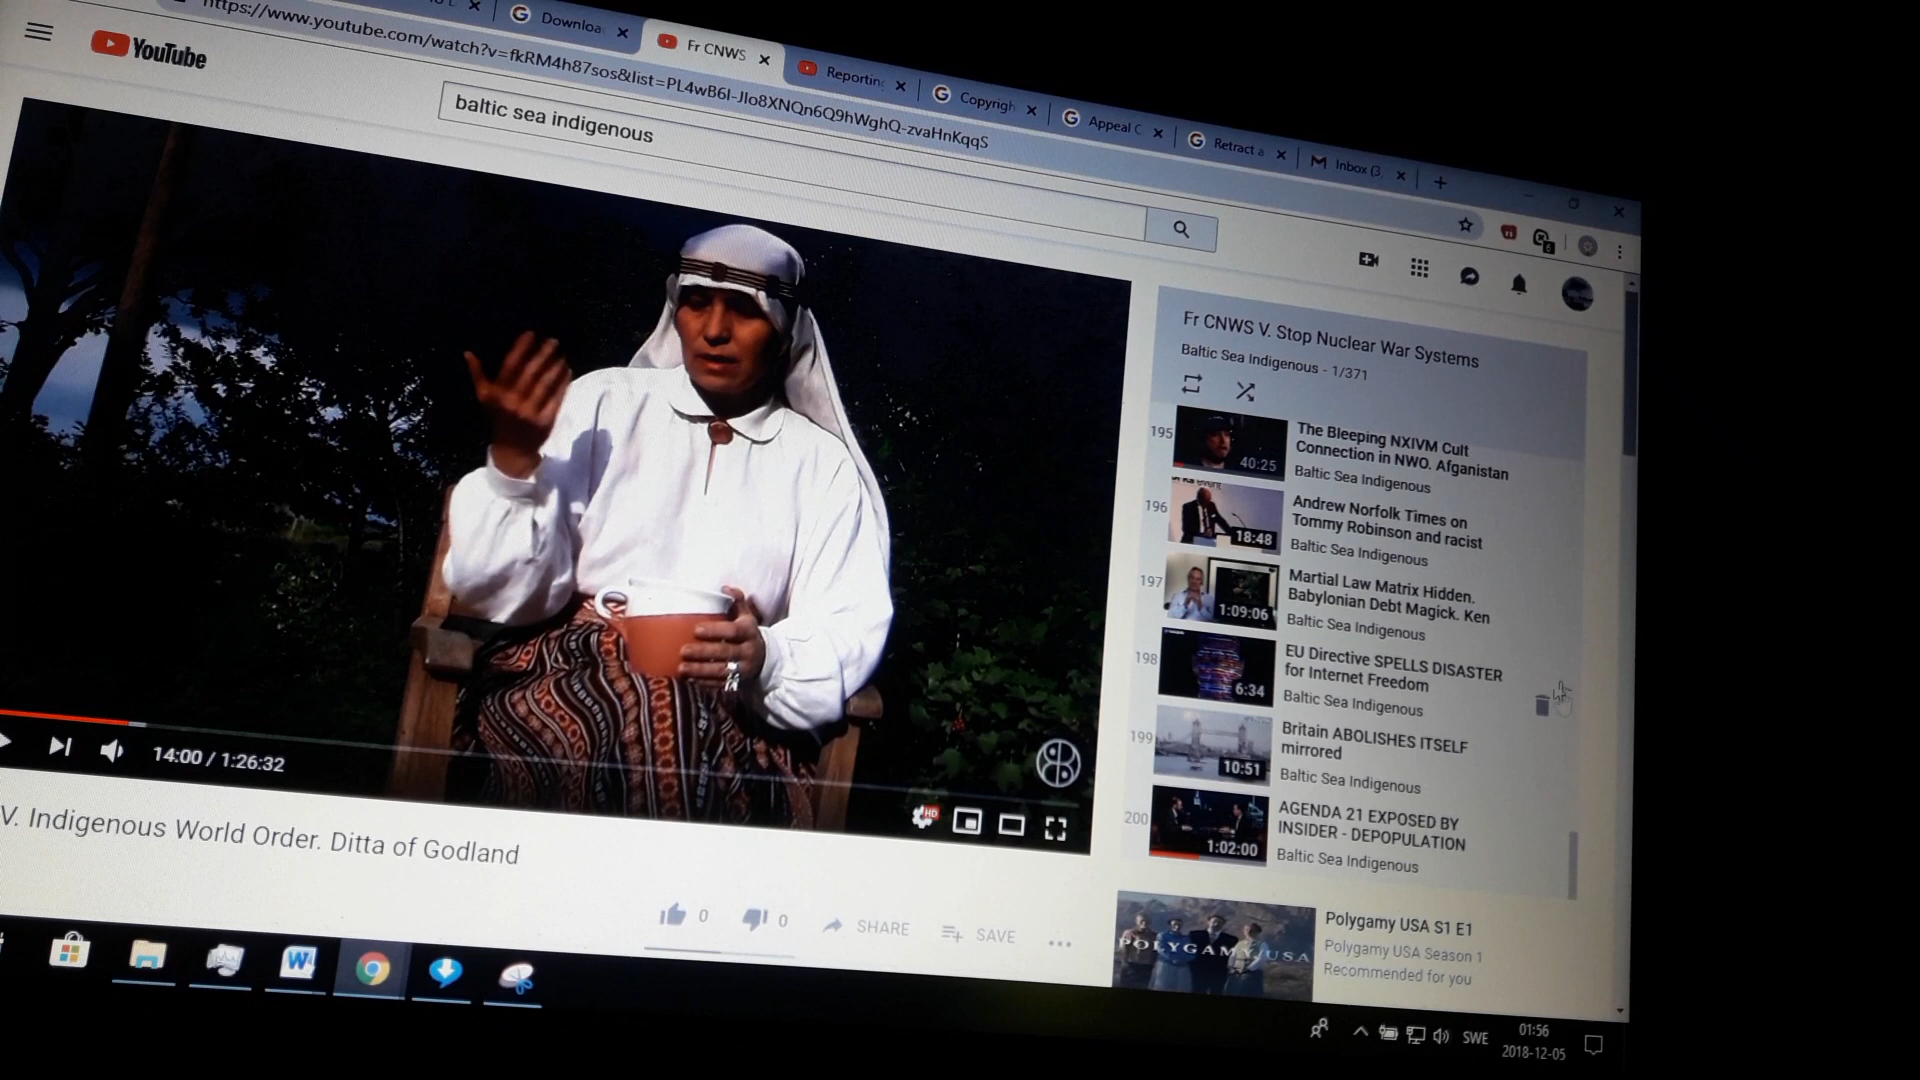 Downloa
Fr CNWS
Reporting
Copyrigh
Appeal C
Retract a
Inbox (3
https://www.youtube.com/watch?v=fkRM4h87sos&list=PL4wB6l-JIo8XNQn6Q9hWghQ-zvaHnKqqS
YouTube
baltic sea indigenous
Fr CNWS V. Stop Nuclear War Systems
Baltic Sea Indigenous - 1/371
195
40:25
The Bleeping NXIVM Cult
Connection in NWO. Afganistan
Baltic Sea Indigenous
196
18:48
Andrew Norfolk Times on
Tommy Robinson and racist
Baltic Sea Indigenous
197
1:09:06
Martial Law Matrix Hidden.
Babylonian Debt Magick. Ken
Baltic Sea Indigenous
198
6:34
EU Directive SPELLS DISASTER
for Internet Freedom
Baltic Sea Indigenous
199
10:51
Britain ABOLISHES ITSELF
mirrored
Baltic Sea Indigenous
200
1:02:00
AGENDA 21 EXPOSED BY
INSIDER - DEPOPULATION
Baltic Sea Indigenous
14:00 / 1:26:32
HD
V. Indigenous World Order. Ditta of Godland
0
0
SHARE
SAVE
POLYGAMY USA
Polygamy USA S1 E1
Polygamy USA Season 1
Recommended for you
SWE
01:56
2018-12-05